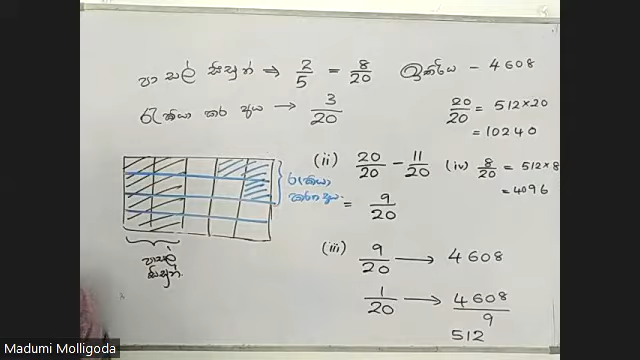 පාසල් සිසුන් ⇒ 2/5 = 8/20
රැකියා කරන අය → 3/20
ඉතිරිය - 4608
20/20 = 512×20
= 10240
(ii) 20/20 - 11/20
= 9/20
(iv) 8/20 = 512×8
= 4096
රැකියා
කරන අය
(iii) 9/20 → 4608
1/20 → 4608/9
512
පාසල්
සිසුන්
Madumi Molligoda